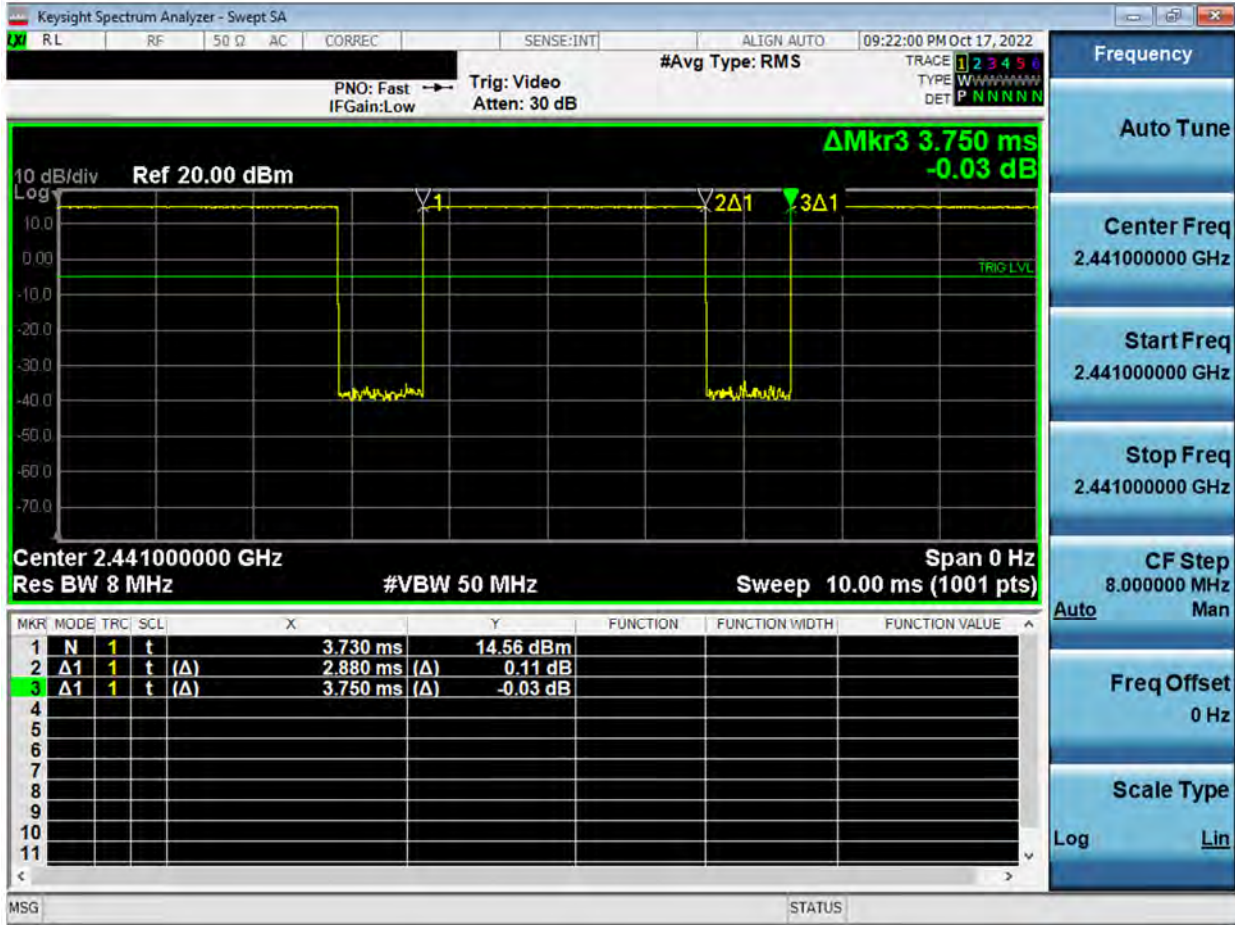 Keysight Spectrum Analyzer - Swept SA
LXI RL RF 50 Ω AC CORREC SENSE:INT ALIGN AUTO 09:22:00 PM Oct 17, 2022
PNO: Fast
IFGain:Low
Trig: Video
Atten: 30 dB
#Avg Type: RMS
TRACE 1 2 3 4 5 6
TYPE WWWWWW
DET P N N N N N
ΔMkr3 3.750 ms
-0.03 dB
10 dB/div Ref 20.00 dBm
Log
1 2Δ1 3Δ1
10.0
0.00
TRIG LVL
-10.0
-20.0
-30.0
-40.0
-50.0
-60.0
-70.0
Center 2.441000000 GHz Span 0 Hz
Res BW 8 MHz #VBW 50 MHz Sweep 10.00 ms (1001 pts)
MKR MODE TRC SCL X Y FUNCTION FUNCTION WIDTH FUNCTION VALUE
1 N 1 t 3.730 ms 14.56 dBm
2 Δ1 1 t (Δ) 2.880 ms (Δ) 0.11 dB
3 Δ1 1 t (Δ) 3.750 ms (Δ) -0.03 dB
4
5
6
7
8
9
10
11
MSG STATUS
Frequency
Auto Tune
Center Freq
2.441000000 GHz
Start Freq
2.441000000 GHz
Stop Freq
2.441000000 GHz
CF Step
8.000000 MHz
Auto Man
Freq Offset
0 Hz
Scale Type
Log Lin